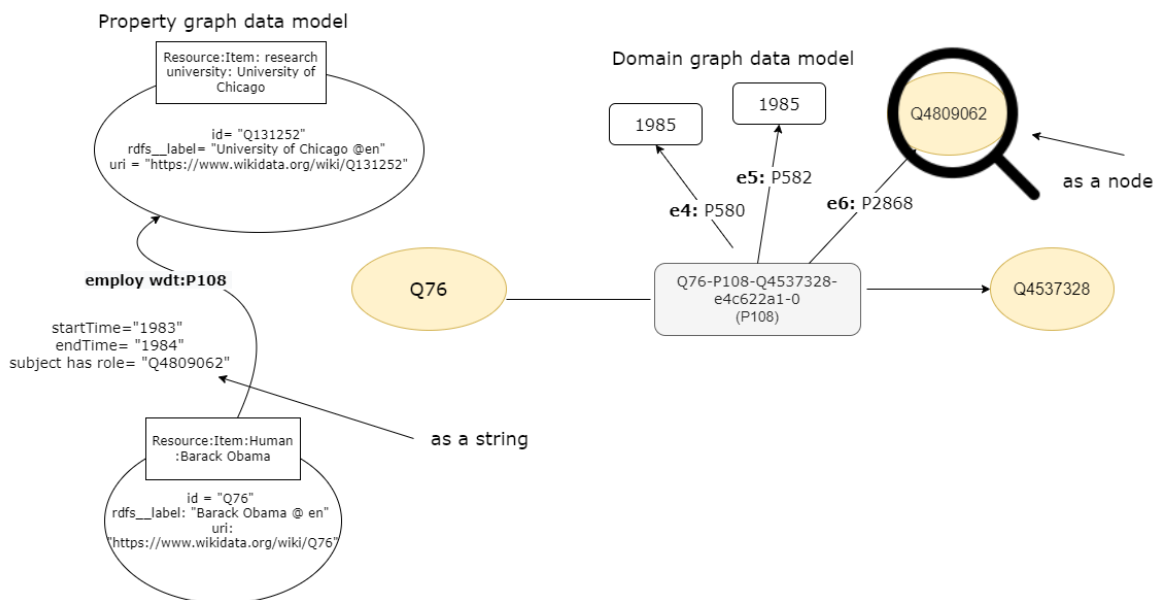 Property graph data model
Resource:Item: research
university: University of
Chicago
id= "Q131252"
rdfs__label= "University of Chicago @en"
uri = "https://www.wikidata.org/wiki/Q131252"
employ wdt:P108
startTime="1983"
endTime= "1984"
subject has role= "Q4809062"
as a string
Resource:Item:Human
:Barack Obama
id = "Q76"
rdfs__label: "Barack Obama @ en"
uri:
"https://www.wikidata.org/wiki/Q76"
Domain graph data model
1985
1985
Q4809062
as a node
e4: P580
e5: P582
e6: P2868
Q76
Q76-P108-Q4537328-
e4c622a1-0
(P108)
Q4537328